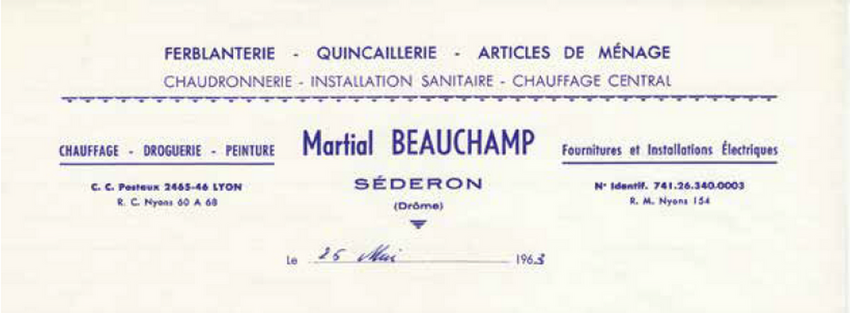 FERBLANTERIE - QUINCAILLERIE - ARTICLES DE MÉNAGE
CHAUDRONNERIE - INSTALLATION SANITAIRE - CHAUFFAGE CENTRAL
CHAUFFAGE - DROGUERIE - PEINTURE
C. C. Postaux 2465-46 LYON
R. C. Nyons 60 A 68
Martial BEAUCHAMP
SÉDERON
(Drôme)
Fournitures et Installations Électriques
N° Identif. 741.26.340.0003
R. M. Nyons 154
Le 25 Mai 1963